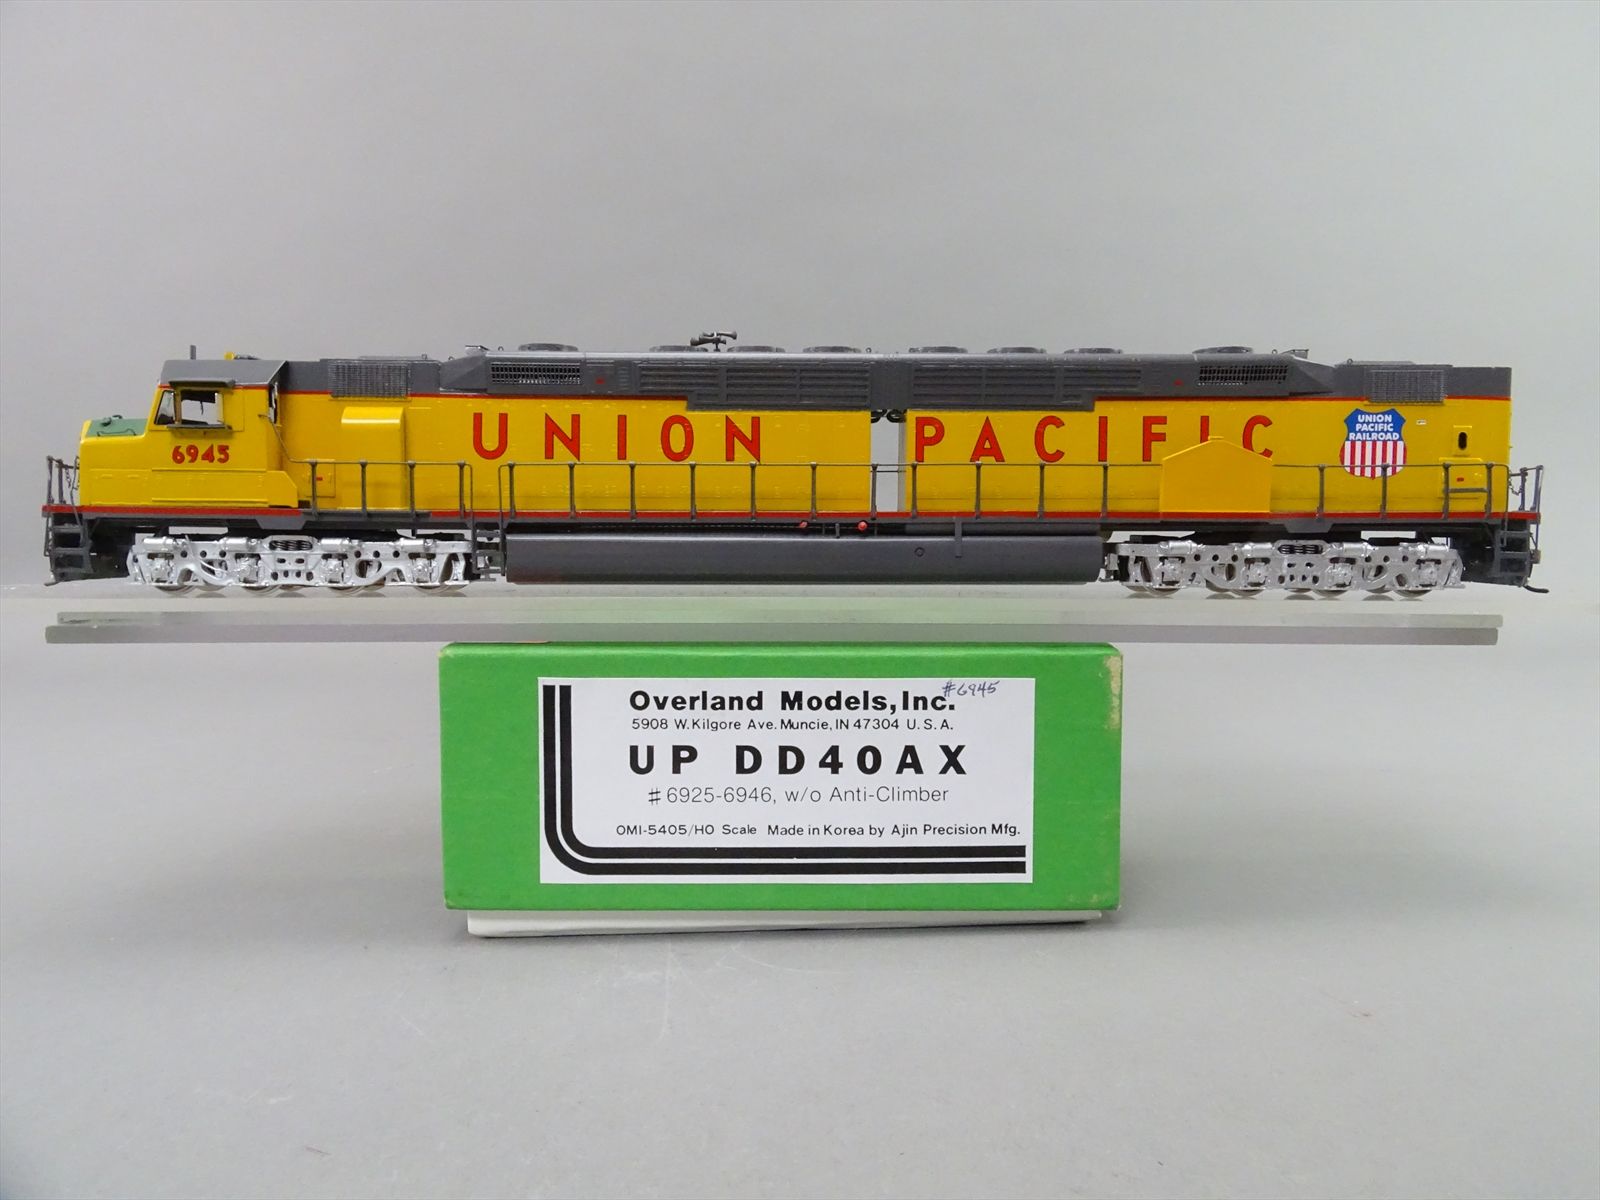 6945
UNION PACIFIC
UNION
PACIFIC
RAILROAD
#6945
Overland Models, Inc.
5908 W. Kilgore Ave. Muncie, IN 47304 U. S. A.
UP DD40AX
#6925-6946, w/o Anti-Climber
OMI-5405/HO Scale Made in Korea by Ajin Precision Mfg.